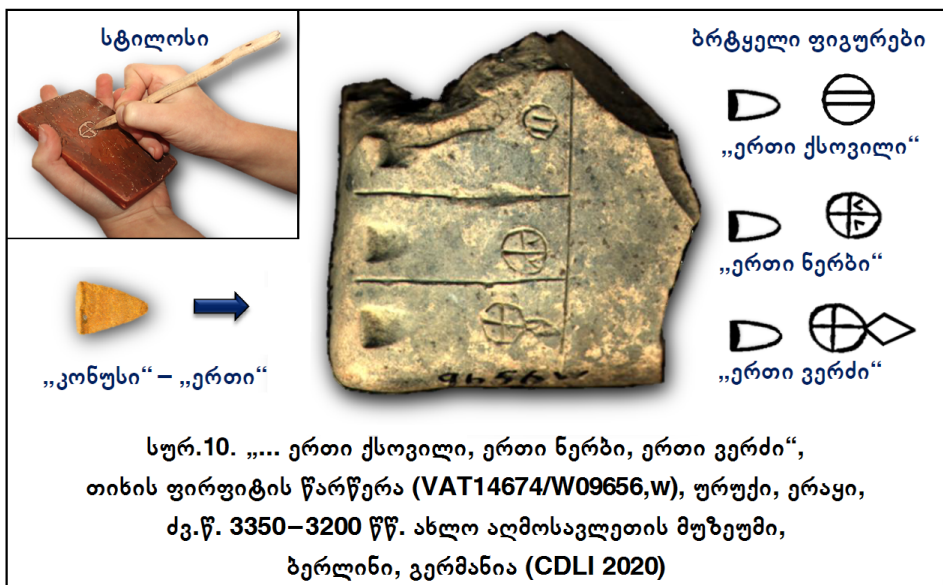 სტილოსი
ბრტყელი ფიგურები
„ერთი ქსოვილი“
„ერთი ნერბი“
„ერთი ვერძი“
„კონუსი“ – „ერთი“
სურ.10. „... ერთი ქსოვილი, ერთი ნერბი, ერთი ვერძი“,
თიხის ფირფიტის წარწერა (VAT14674/W09656,w), ურუქი, ერაყი,
ძვ.წ. 3350–3200 წწ. ახლო აღმოსავლეთის მუზეუმი,
ბერლინი, გერმანია (CDLI 2020)